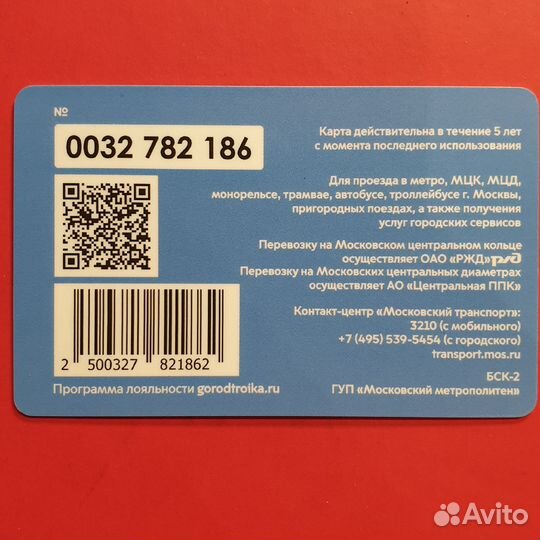 №
0032 782 186
Карта действительна в течение 5 лет
с момента последнего использования
Для проезда в метро, МЦК, МЦД,
монорельсе, трамвае, автобусе, троллейбусе г. Москвы,
пригородных поездах, а также получения
услуг городских сервисов
Перевозку на Московском центральном кольце
осуществляет ОАО «РЖД» РЖД
Перевозку на Московских центральных диаметрах
осуществляет АО «Центральная ППК»
Контакт-центр «Московский транспорт»:
3210 (с мобильного)
+7 (495) 539-5454 (с городского)
transport.mos.ru
2 500327 821862
Программа лояльности gorodtroika.ru
БСК-2
ГУП «Московский метрополитен»
Avito